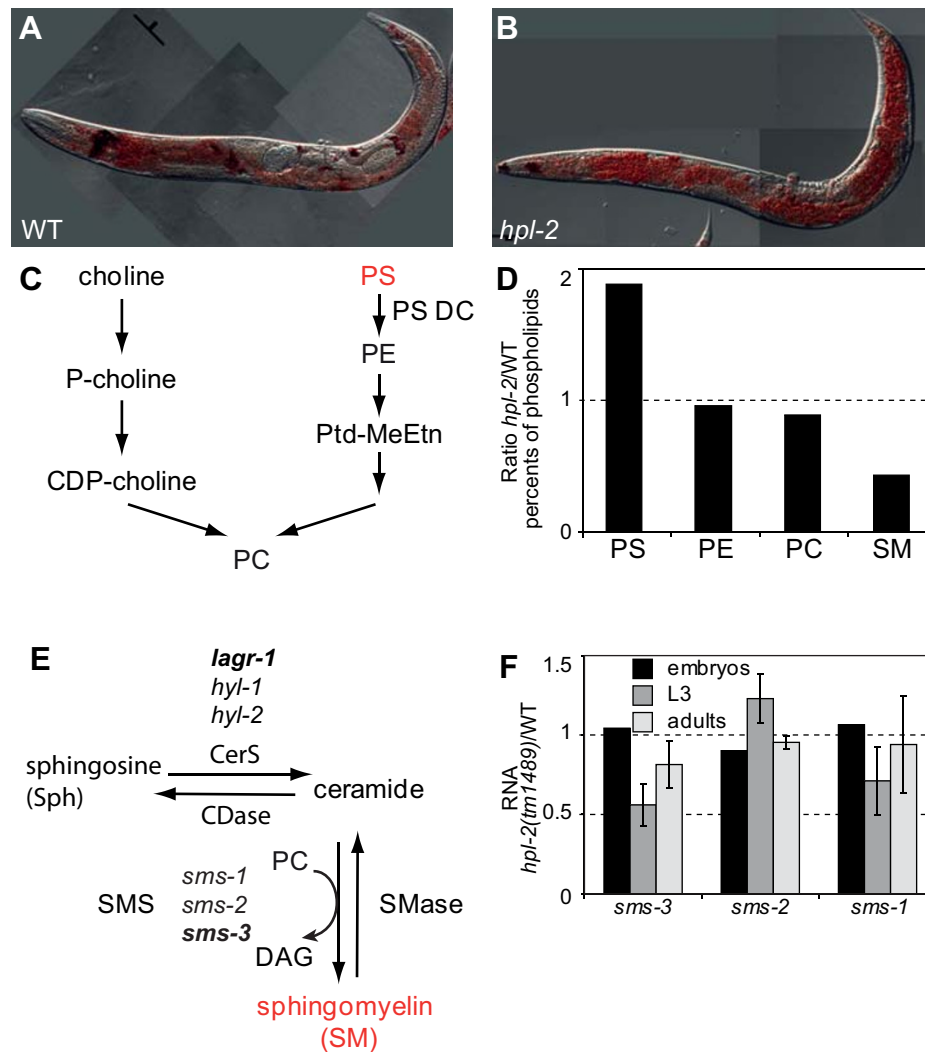 A
WT
B
hpl-2
C
choline
P-choline
CDP-choline
PS
PS DC
PE
Ptd-MeEtn
PC
D
Ratio hpl-2/WT
percents of phospholipids
2
1
0
PS PE PC SM
E
lagr-1
hyl-1
hyl-2
CerS
sphingosine
(Sph)
ceramide
CDase
SMS
sms-1
sms-2
sms-3
PC
DAG
SMase
sphingomyelin
(SM)
F
RNA
hpl-2(tm1489)/WT
1.5
1
0.5
0
embryos
L3
adults
sms-3 sms-2 sms-1